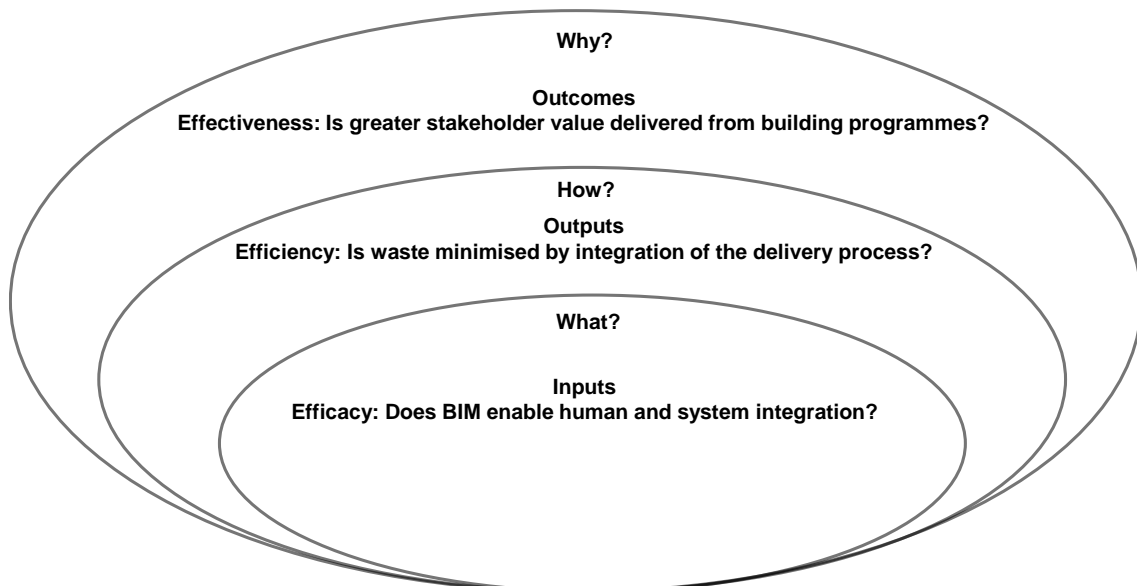 Why?
Outcomes
Effectiveness: Is greater stakeholder value delivered from building programmes?
How?
Outputs
Efficiency: Is waste minimised by integration of the delivery process?
What?
Inputs
Efficacy: Does BIM enable human and system integration?